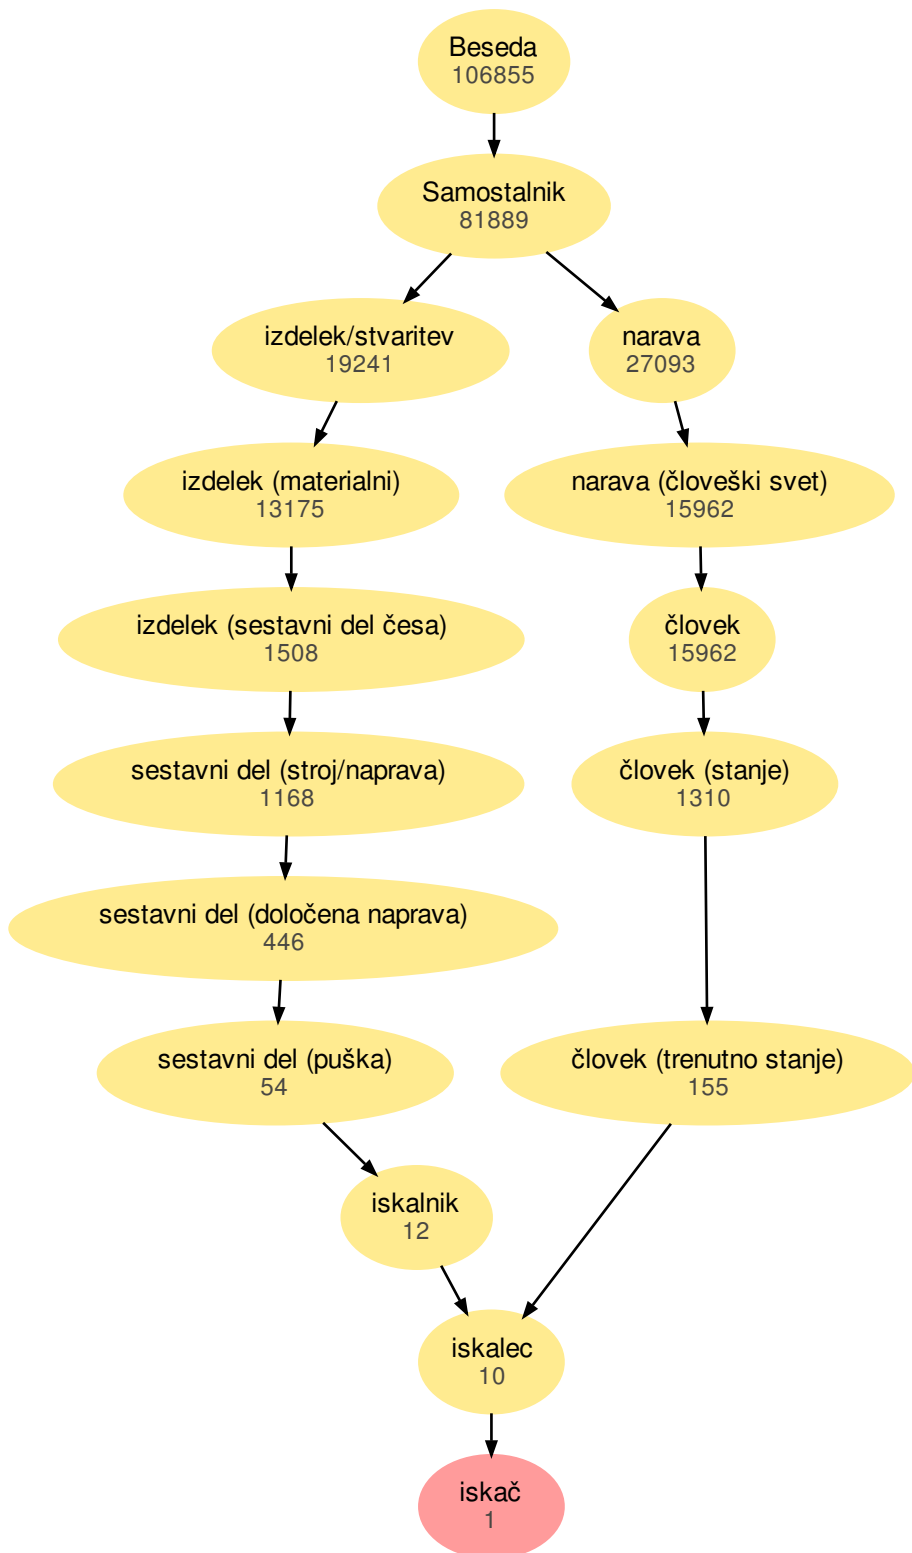 Beseda
106855
Samostalnik
81889
izdelek/stvaritev
19241
narava
27093
izdelek (materialni)
13175
narava (človeški svet)
15962
izdelek (sestavni del česa)
1508
človek
15962
sestavni del (stroj/naprava)
1168
človek (stanje)
1310
sestavni del (določena naprava)
446
sestavni del (puška)
54
človek (trenutno stanje)
155
iskalnik
12
iskalec
10
iskač
1